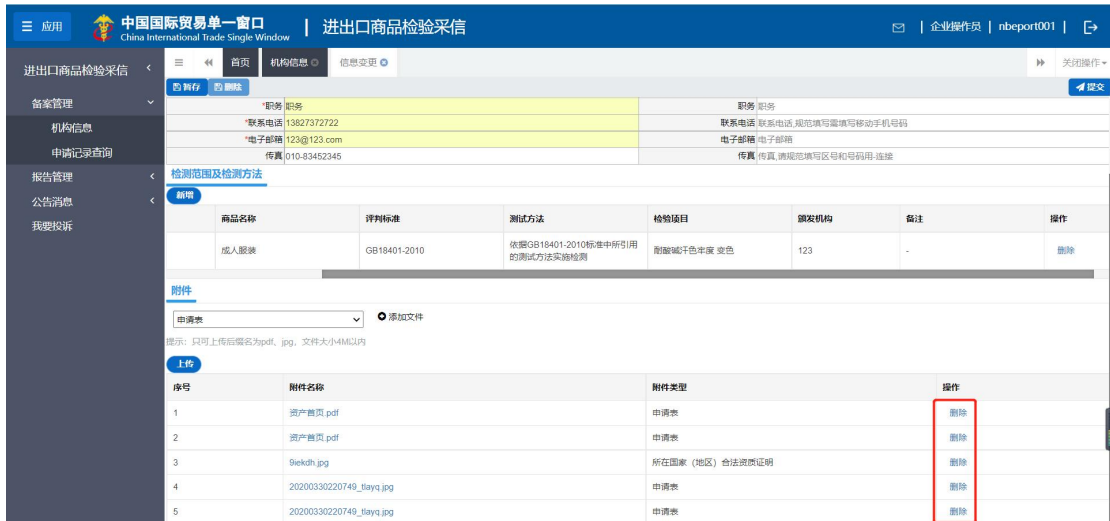 应用 中国国际贸易单一窗口 | 进出口商品检验采信 | 企业操作员 | nbeport001 |
China International Trade Single Window
进出口商品检验采信
首页 机构信息 信息变更 关闭操作
暂存 删除 提交
备案管理
机构信息
申请记录查询
报告管理
公告消息
我要投诉
*职务 职务 职务 职务
*联系电话 13827372722 联系电话 联系电话,规范填写需填写移动手机号码
*电子邮箱 123@123.com 电子邮箱 电子邮箱
传真 010-83452345 传真 传真,请规范填写区号和号码用-连接
检测范围及检测方法
新增
商品名称 评判标准 测试方法 检验项目 颁发机构 备注 操作
成人服装 GB18401-2010 依据GB18401-2010标准中所引用的测试方法实施检测 耐酸碱汗色牢度 变色 123 - 删除
附件
申请表 添加文件
提示：只可上传后缀名为pdf、jpg，文件大小4M以内
上传
序号 附件名称 附件类型 操作
1 资产首页.pdf 申请表 删除
2 资产首页.pdf 申请表 删除
3 9iekdh.jpg 所在国家（地区）合法资质证明 删除
4 20200330220749_tlayq.jpg 申请表 删除
5 20200330220749_tlayq.jpg 申请表 删除